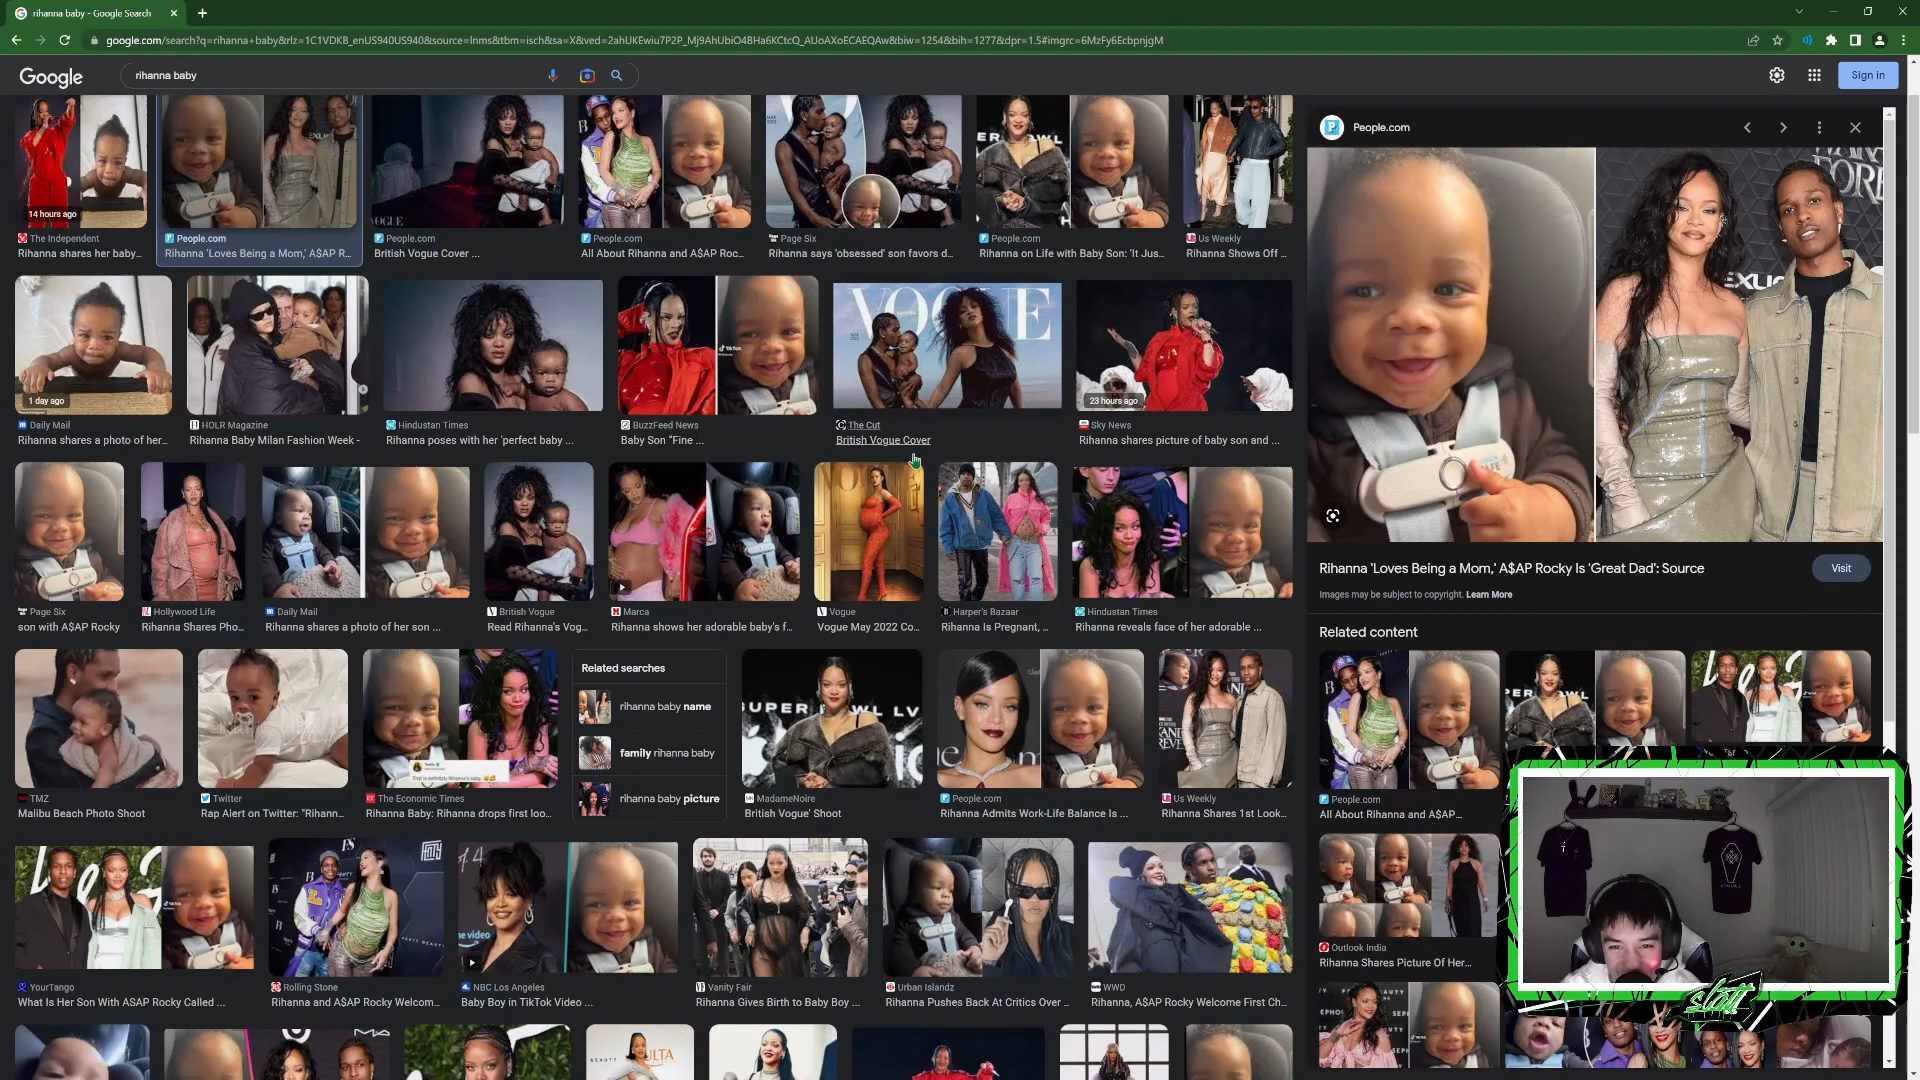 rihanna baby - Google Search
google.com/search?q=rihanna+baby&rlz=1C1VDKB_enUS940US940&source=lnms&tbm=isch&sa=X&ved=2ahUKEwiu7P2P_Mj9AhUbiO4BHa6KCtcQ_AUoAXoECAEQAw&biw=1254&bih=1277&dpr=1.5#imgrc=6MzFy6EcbpnjgM
Google
rihanna baby
Sign in
14 hours ago
The Independent
Rihanna shares her baby...
People.com
Rihanna 'Loves Being a Mom,' A$AP R...
VOGUE
People.com
British Vogue Cover ...
People.com
All About Rihanna and A$AP Roc...
Page Six
Rihanna says 'obsessed' son favors d...
People.com
Rihanna on Life with Baby Son: 'It Jus...
Us Weekly
Rihanna Shows Off ...
1 day ago
Daily Mail
Rihanna shares a photo of her...
HOLR Magazine
Rihanna Baby Milan Fashion Week -
Hindustan Times
Rihanna poses with her 'perfect baby ...
TikTok
BuzzFeed News
Baby Son "Fine ...
VOGUE
The Cut
British Vogue Cover
23 hours ago
Sky News
Rihanna shares picture of baby son and ...
Page Six
son with A$AP Rocky
Hollywood Life
Rihanna Shares Pho...
Daily Mail
Rihanna shares a photo of her son ...
British Vogue
Read Rihanna's Vog...
Marca
Rihanna shows her adorable baby's f...
Vogue
Vogue May 2022 Co...
Harper's Bazaar
Rihanna Is Pregnant, ...
Hindustan Times
Rihanna reveals face of her adorable ...
TMZ
Malibu Beach Photo Shoot
Twitter
Rap Alert on Twitter: "Rihann...
That is definitely Rihanna's baby.
The Economic Times
Rihanna Baby: Rihanna drops first loo...
Related searches
rihanna baby name
family rihanna baby
rihanna baby picture
SUPER BOWL LV
MadameNoire
British Vogue' Shoot
People.com
Rihanna Admits Work-Life Balance Is ...
Us Weekly
Rihanna Shares 1st Look...
YourTango
What Is Her Son With ASAP Rocky Called ...
Rolling Stone
Rihanna and A$AP Rocky Welcom...
NBC Los Angeles
Baby Boy in TikTok Video ...
Vanity Fair
Rihanna Gives Birth to Baby Boy ...
Urban Islandz
Rihanna Pushes Back At Critics Over ...
WWD
Rihanna, A$AP Rocky Welcome First Ch...
ULTA
People.com
Rihanna 'Loves Being a Mom,' A$AP Rocky Is 'Great Dad': Source
Visit
Images may be subject to copyright. Learn More
Related content
People.com
All About Rihanna and A$AP...
Outlook India
Rihanna Shares Picture Of Her...
slatt